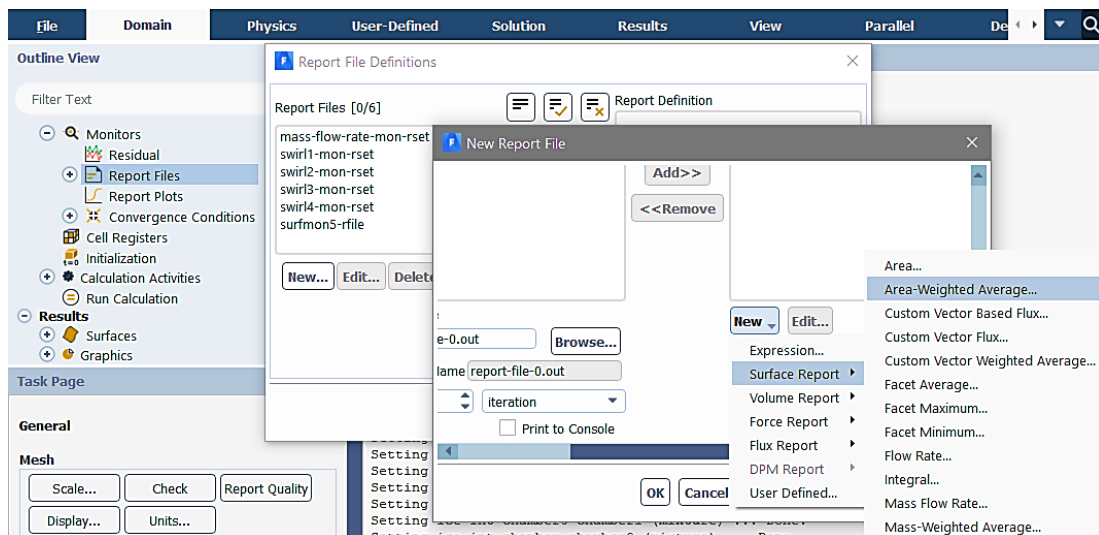 File Domain Physics User-Defined Solution Results View Parallel De
Outline View
Filter Text
Monitors
Residual
Report Files
Report Plots
Convergence Conditions
Cell Registers
t=0
Initialization
Calculation Activities
Run Calculation
Results
Surfaces
Graphics
Task Page
General
Mesh
Scale... Check Report Quality
Display... Units...
Report File Definitions
Report Files [0/6]
Report Definition
mass-flow-rate-mon-rset
swirl1-mon-rset
swirl2-mon-rset
swirl3-mon-rset
swirl4-mon-rset
surfmon5-rfile
New... Edit... Delete
New Report File
Add>>
<<Remove
New Edit...
e-0.out Browse...
lame report-file-0.out
iteration
Print to Console
OK Cancel
Expression...
Surface Report
Volume Report
Force Report
Flux Report
DPM Report
User Defined...
Area...
Area-Weighted Average...
Custom Vector Based Flux...
Custom Vector Flux...
Custom Vector Weighted Average...
Facet Average...
Facet Maximum...
Facet Minimum...
Flow Rate...
Integral...
Mass Flow Rate...
Mass-Weighted Average...
Setting
Setting
Setting
Setting
Setting